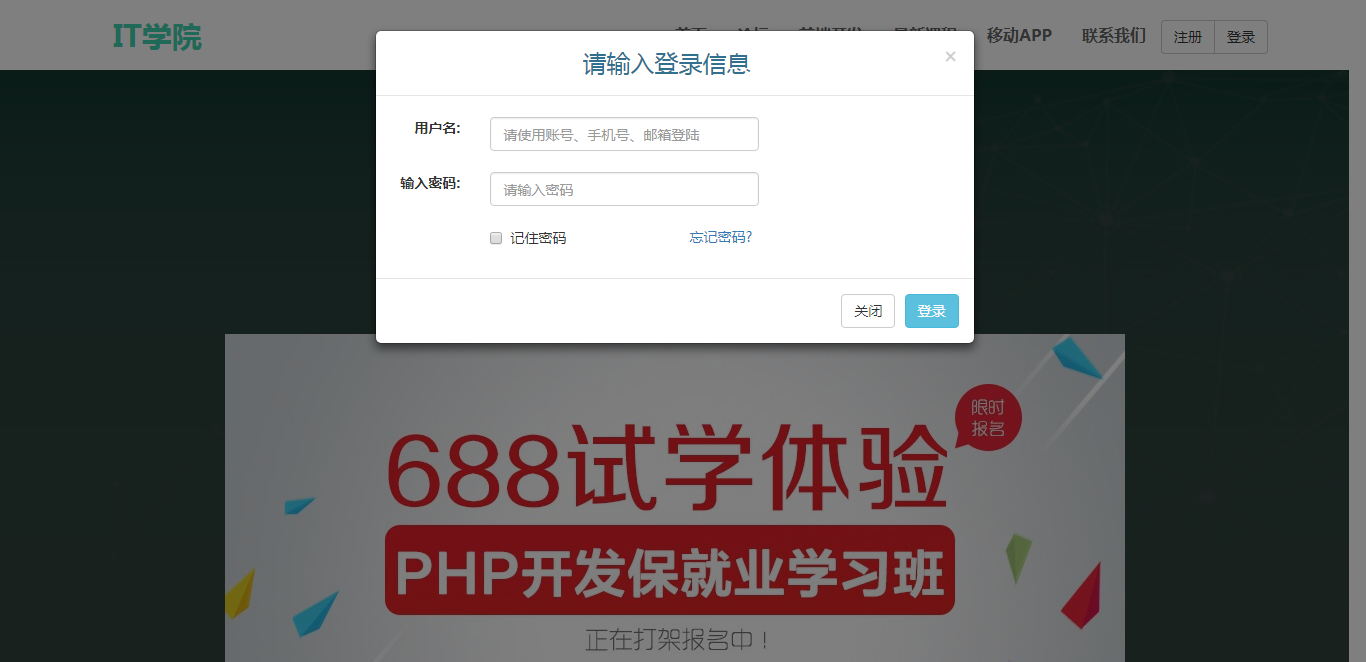 IT学院
移动APP
联系我们
注册
登录
请输入登录信息
×
用户名:
请使用账号、手机号、邮箱登陆
输入密码:
请输入密码
记住密码
忘记密码?
关闭
登录
限时
报名
688试学体验
PHP开发保就业学习班
正在打架报名中！